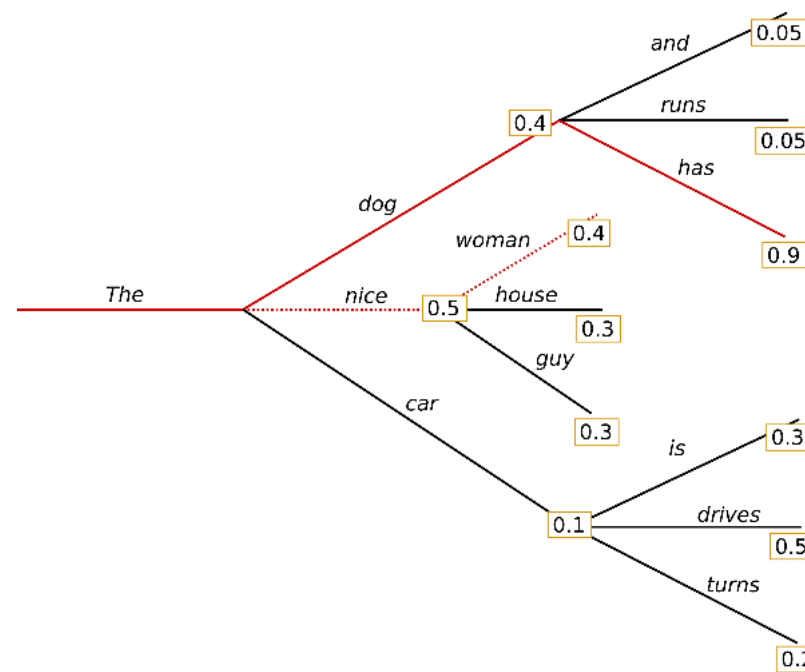 0.05
and
runs
0.4
0.05
has
dog
woman
0.4
0.9
The
nice
0.5
house
0.3
guy
car
0.3
is
0.3
drives
0.1
0.5
turns